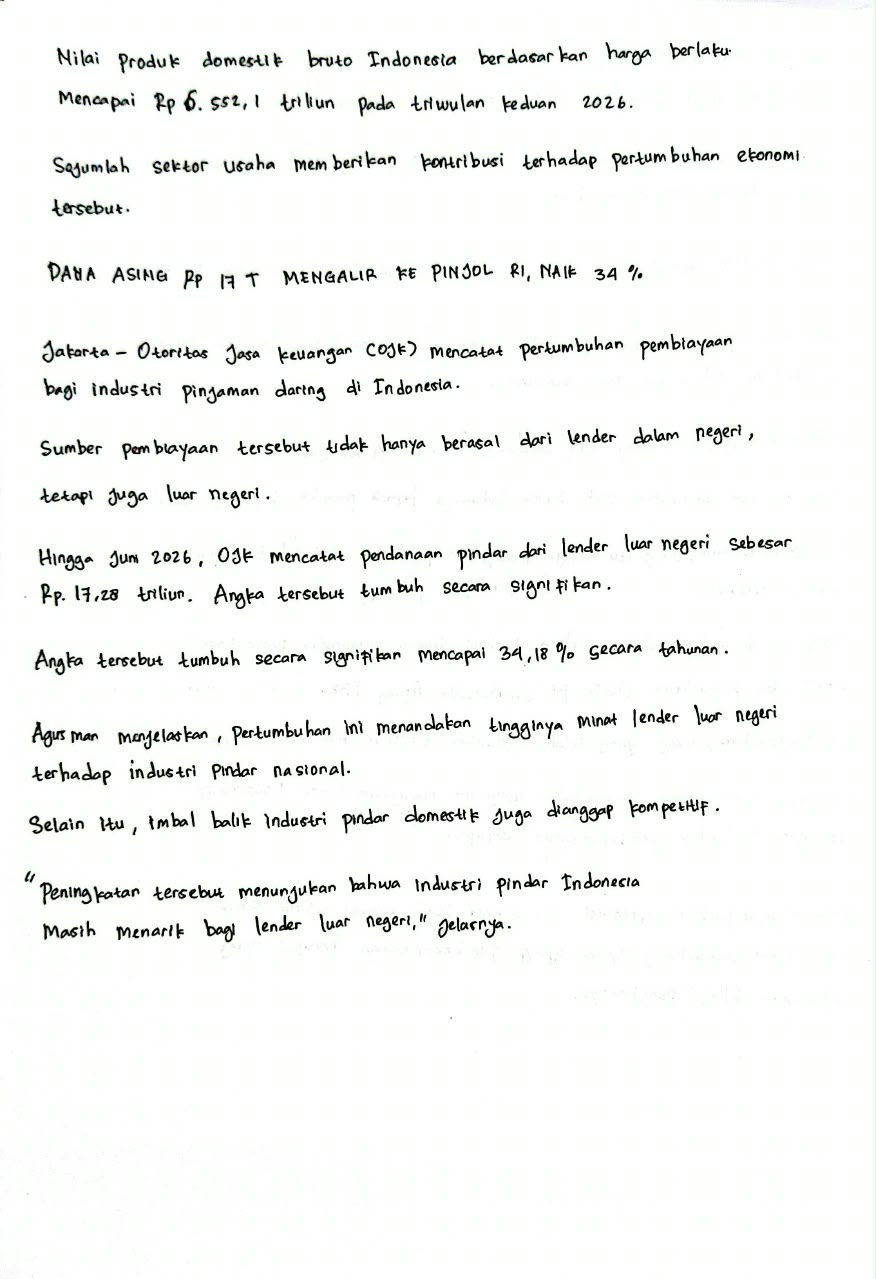 Nilai Produk domestik bruto Indonesia berdasarkan harga berlaku.
Mencapai Rp 6.552,1 triliun pada triwulan keduan 2026.
Sejumlah sektor usaha memberikan kontribusi terhadap pertumbuhan ekonomi
tersebut.
DANA ASING Rp 17 T MENGALIR KE PINJOL RI, NAIK 34 %
Jakarta - Otoritas Jasa keuangan (OJK) mencatat pertumbuhan pembiayaan
bagi industri pinjaman daring di Indonesia.
Sumber pembiayaan tersebut tidak hanya berasal dari lender dalam negeri,
tetapi juga luar negeri.
Hingga Juni 2026, OJK mencatat pendanaan pindar dari lender luar negeri sebesar
Rp. 17,28 triliun. Angka tersebut tumbuh secara signifikan.
Angka tersebut tumbuh secara signifikan mencapai 34,18 % secara tahunan.
Agusman menjelaskan, pertumbuhan ini menandakan tingginya minat lender luar negeri
terhadap industri pindar nasional.
Selain itu, imbal balik industri pindar domestik juga dianggap kompetitif.
"Peningkatan tersebut menunjukan bahwa industri pindar Indonesia
Masih menarik bagi lender luar negeri," jelasnya.